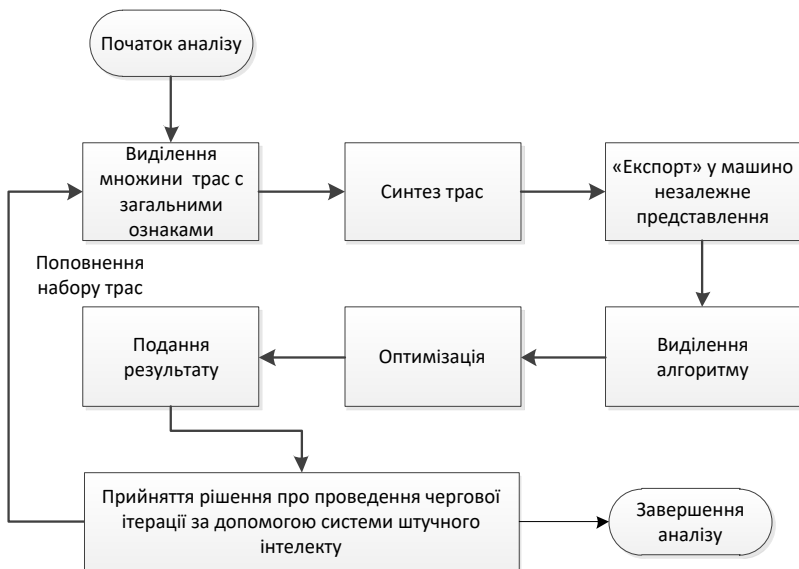 Початок аналізу
Виділення
множини трас с
загальними
ознаками
Синтез трас
«Експорт» у машино
незалежне
представлення
Поповнення
набору трас
Подання
результату
Оптимізація
Виділення
алгоритму
Прийняття рішення про проведення чергової
ітерації за допомогою системи штучного
інтелекту
Завершення
аналізу